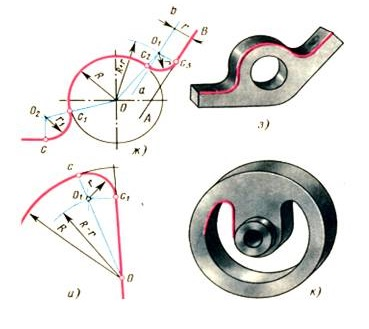 b
r
B
O₁
C₂
R+r
C₃
R
a
O₂
C₁
O
A
r₁
C
ж)
з)
C
r
O₁
C₁
R
R-r
O
и)
к)